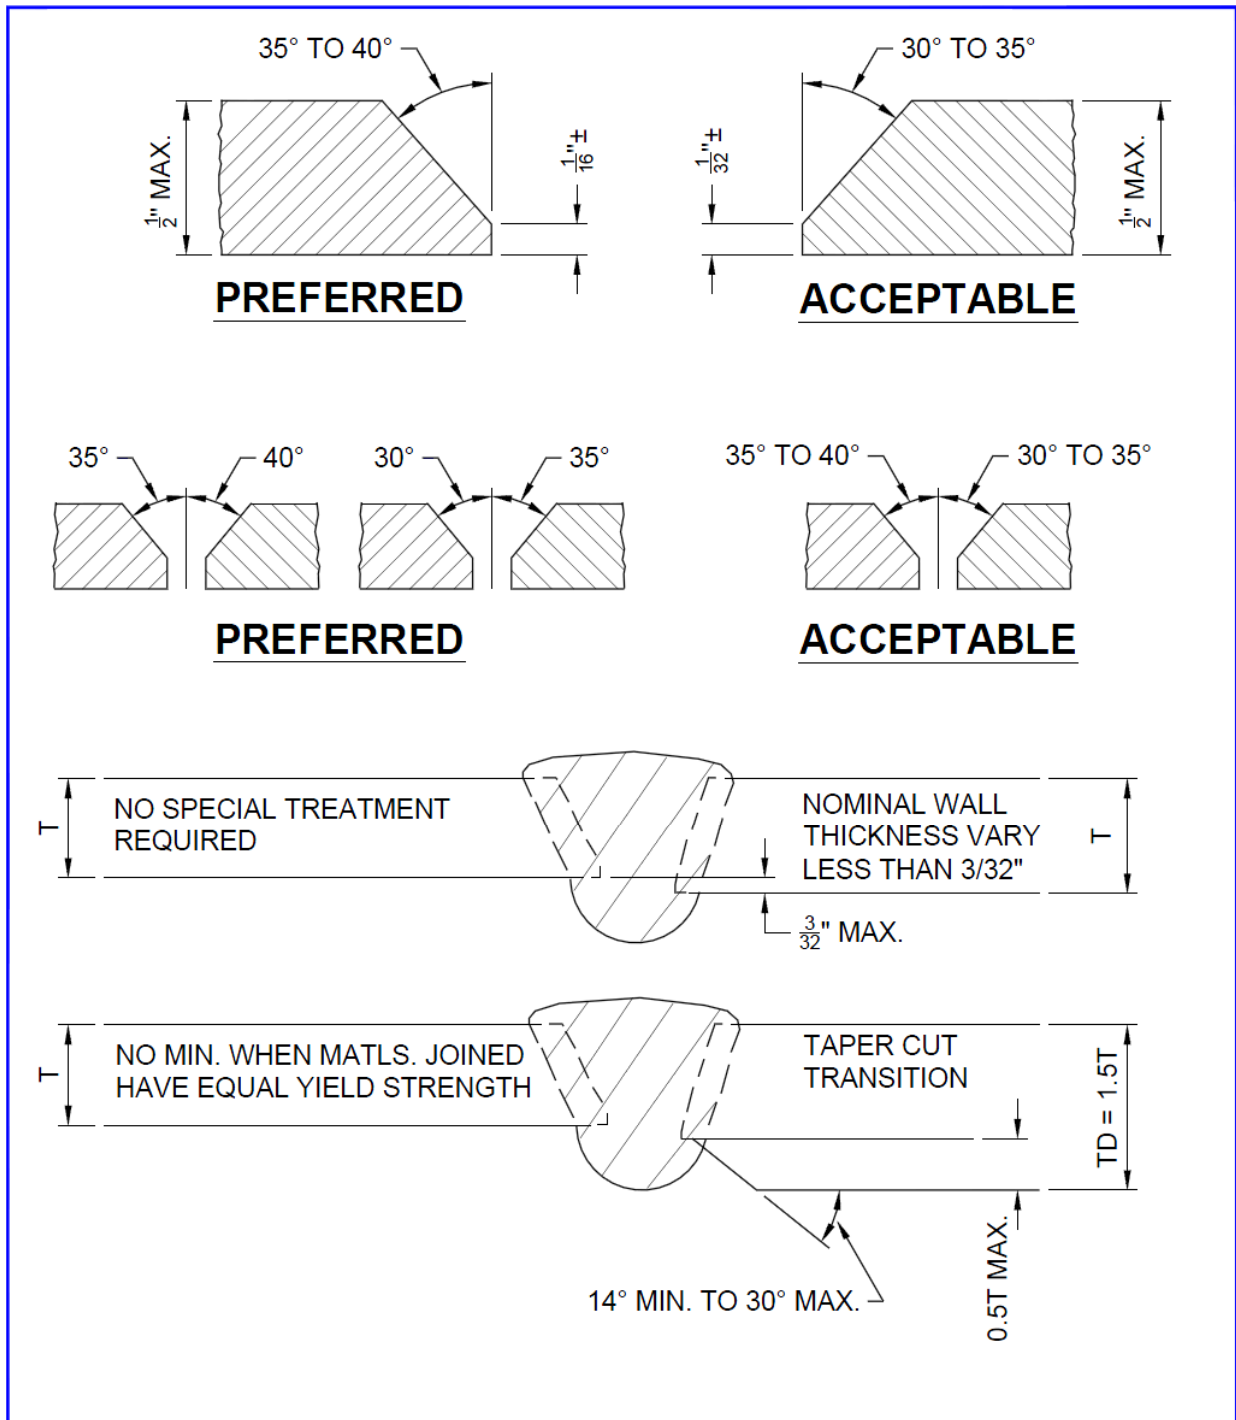 35° TO 40°
30° TO 35°
1/2" MAX.
1/16"±
1/32"±
1/2" MAX.
PREFERRED
ACCEPTABLE
35°
40°
30°
35°
35° TO 40°
30° TO 35°
PREFERRED
ACCEPTABLE
T
NO SPECIAL TREATMENT
REQUIRED
NOMINAL WALL
THICKNESS VARY
LESS THAN 3/32"
T
3/32" MAX.
T
NO MIN. WHEN MATLS. JOINED
HAVE EQUAL YIELD STRENGTH
TAPER CUT
TRANSITION
TD = 1.5T
0.5T MAX.
14° MIN. TO 30° MAX.